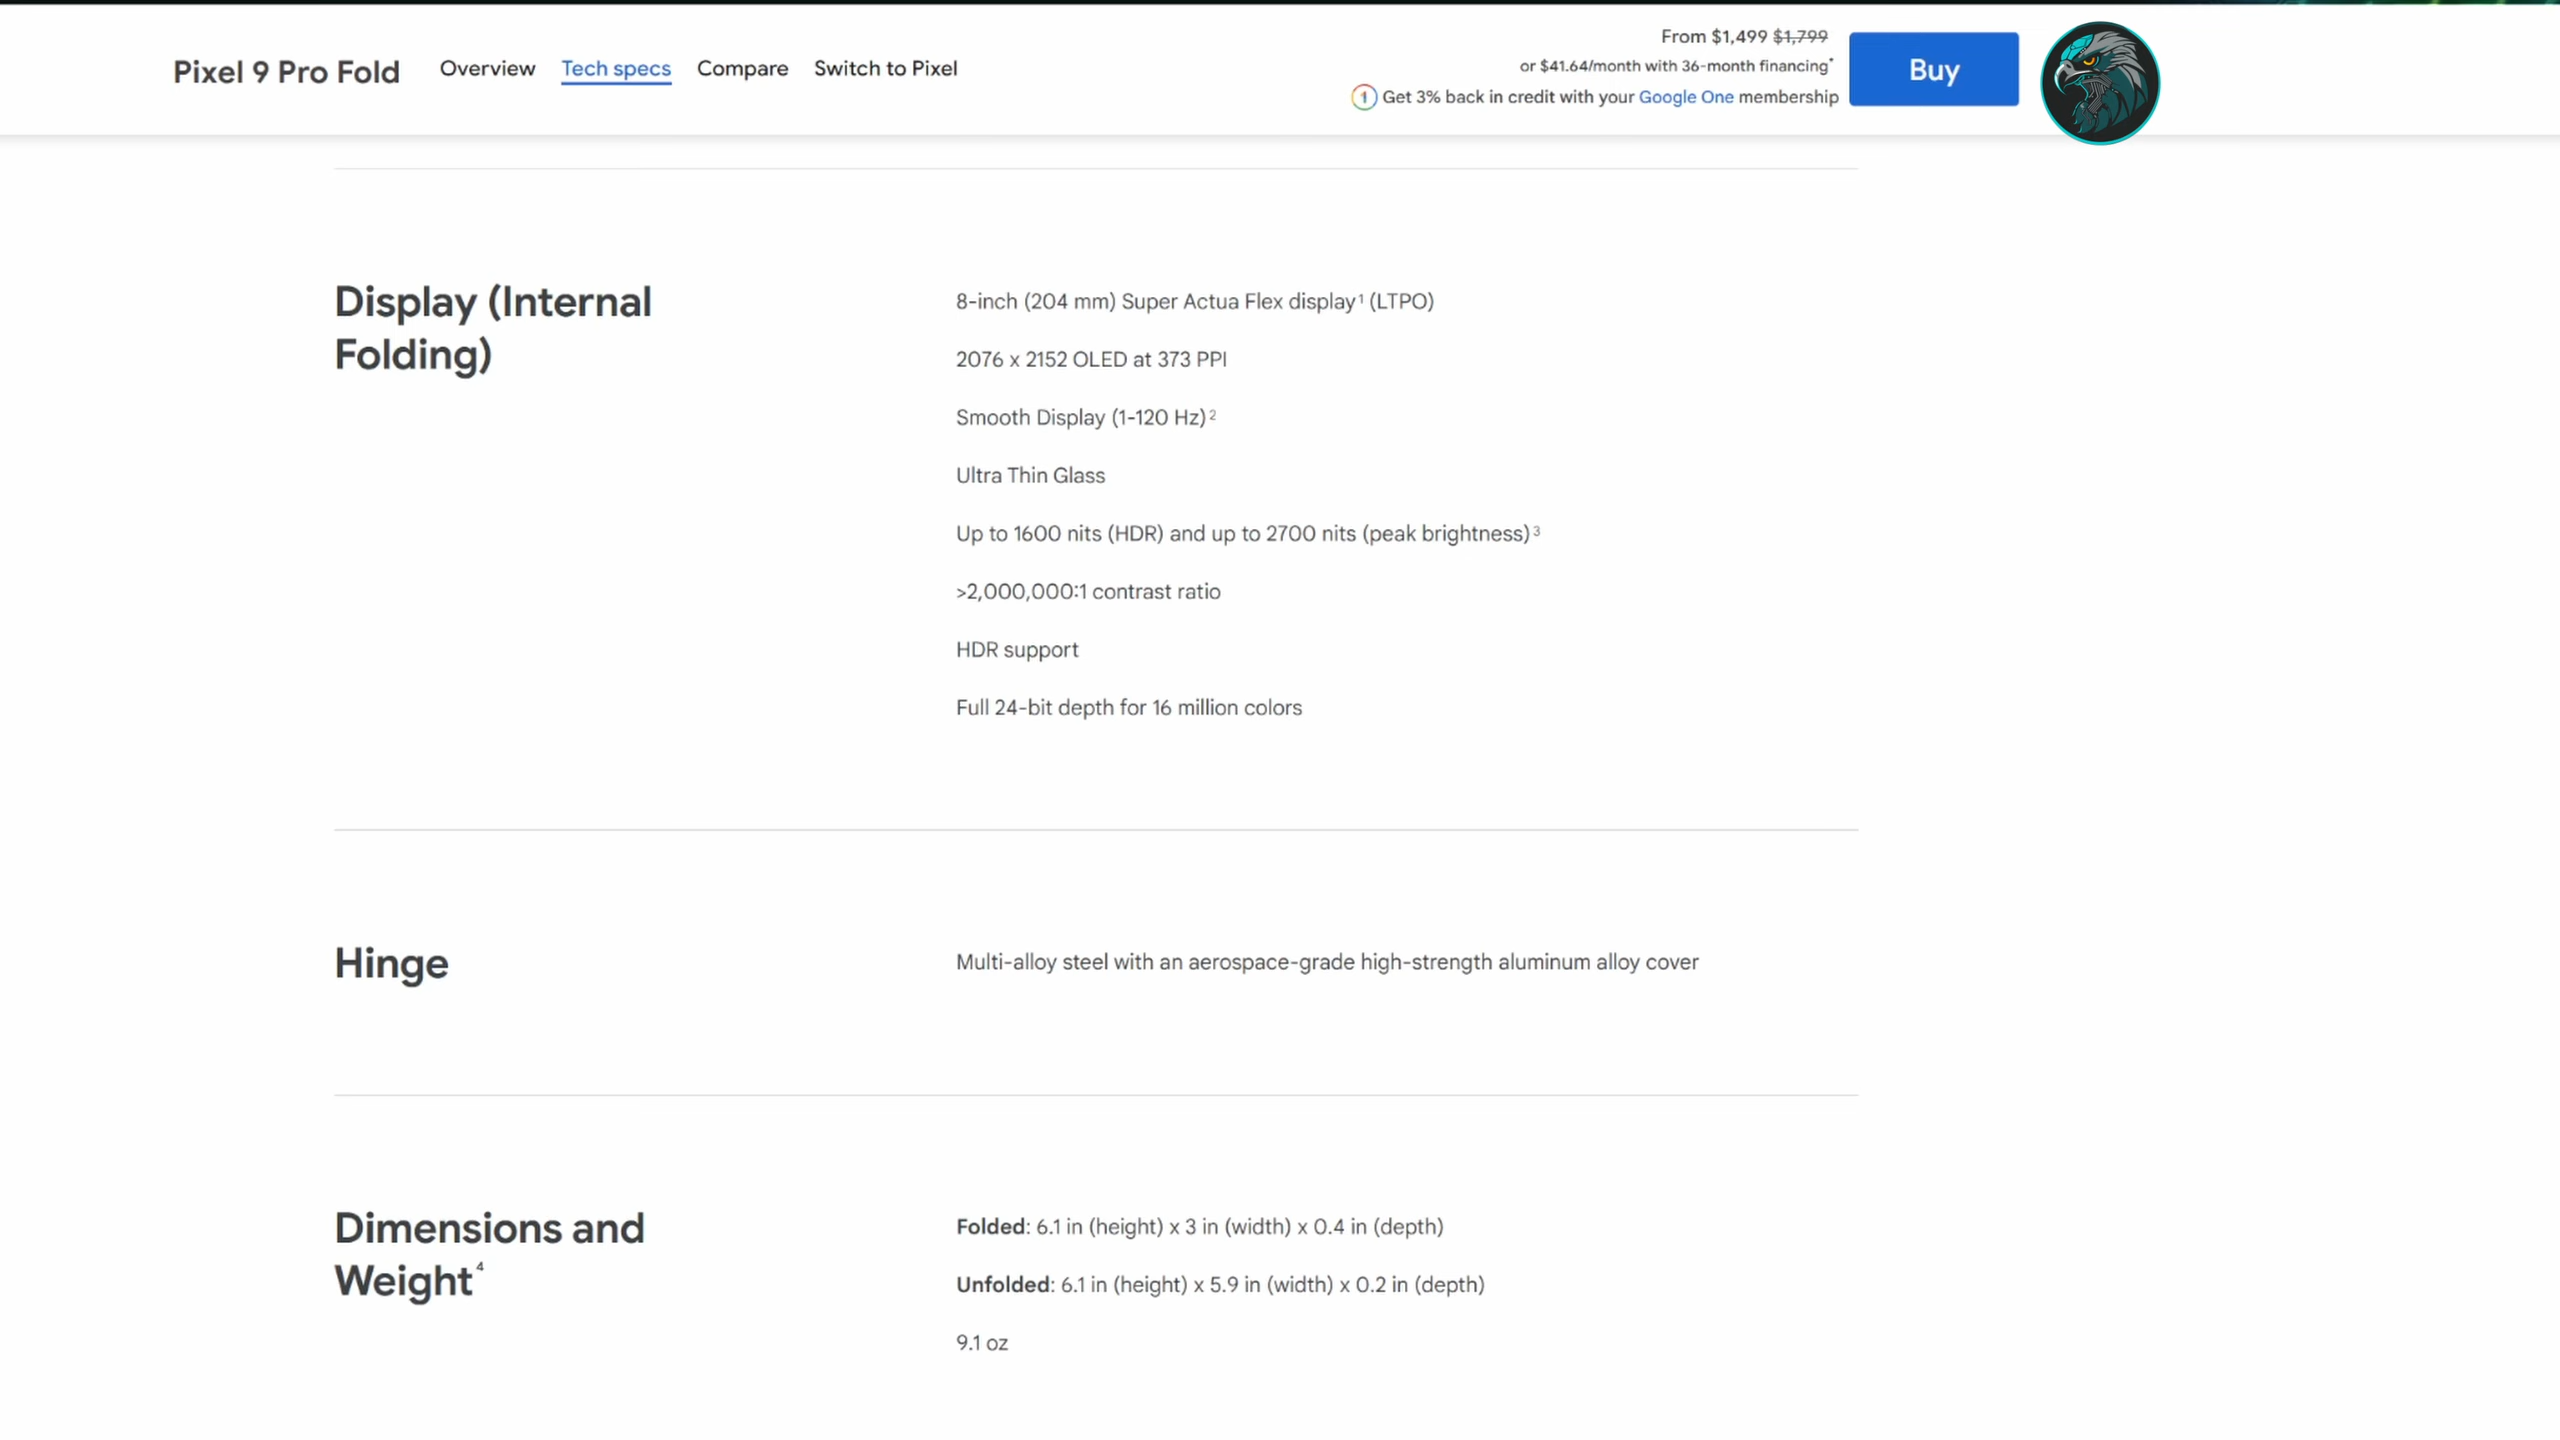 Pixel 9 Pro Fold
Overview
Tech specs
Compare
Switch to Pixel
From $1,499 $1,799
or $41.64/month with 36-month financing*
1 Get 3% back in credit with your Google One membership
Buy
Display (Internal
Folding)
8-inch (204 mm) Super Actua Flex display¹ (LTPO)
2076 x 2152 OLED at 373 PPI
Smooth Display (1-120 Hz)²
Ultra Thin Glass
Up to 1600 nits (HDR) and up to 2700 nits (peak brightness)³
>2,000,000:1 contrast ratio
HDR support
Full 24-bit depth for 16 million colors
Hinge
Multi-alloy steel with an aerospace-grade high-strength aluminum alloy cover
Dimensions and
Weight⁴
Folded: 6.1 in (height) x 3 in (width) x 0.4 in (depth)
Unfolded: 6.1 in (height) x 5.9 in (width) x 0.2 in (depth)
9.1 oz